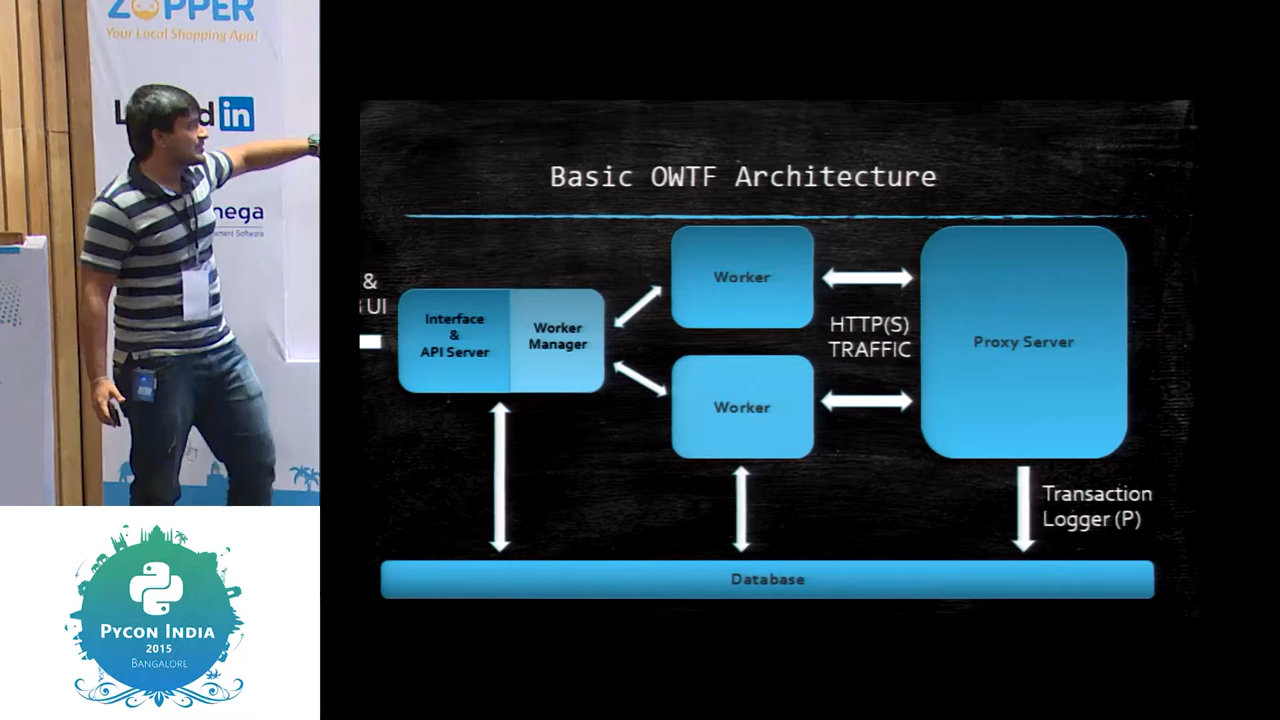 ZOPPER
Your Local Shopping App!
in
Basic OWTF Architecture
&
UI
Interface
&
API Server
Worker
Manager
Worker
Worker
HTTP(S)
TRAFFIC
Proxy Server
Transaction
Logger (P)
Database
PYCON INDIA
2015
BANGALORE